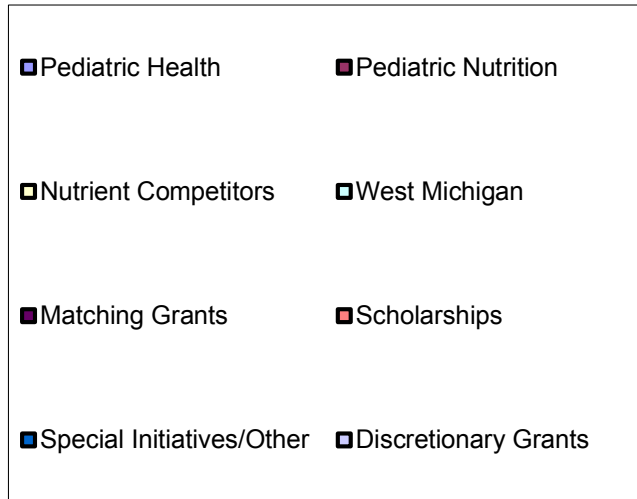 Pediatric Health
Pediatric Nutrition
Nutrient Competitors
West Michigan
Matching Grants
Scholarships
Special Initiatives/Other
Discretionary Grants